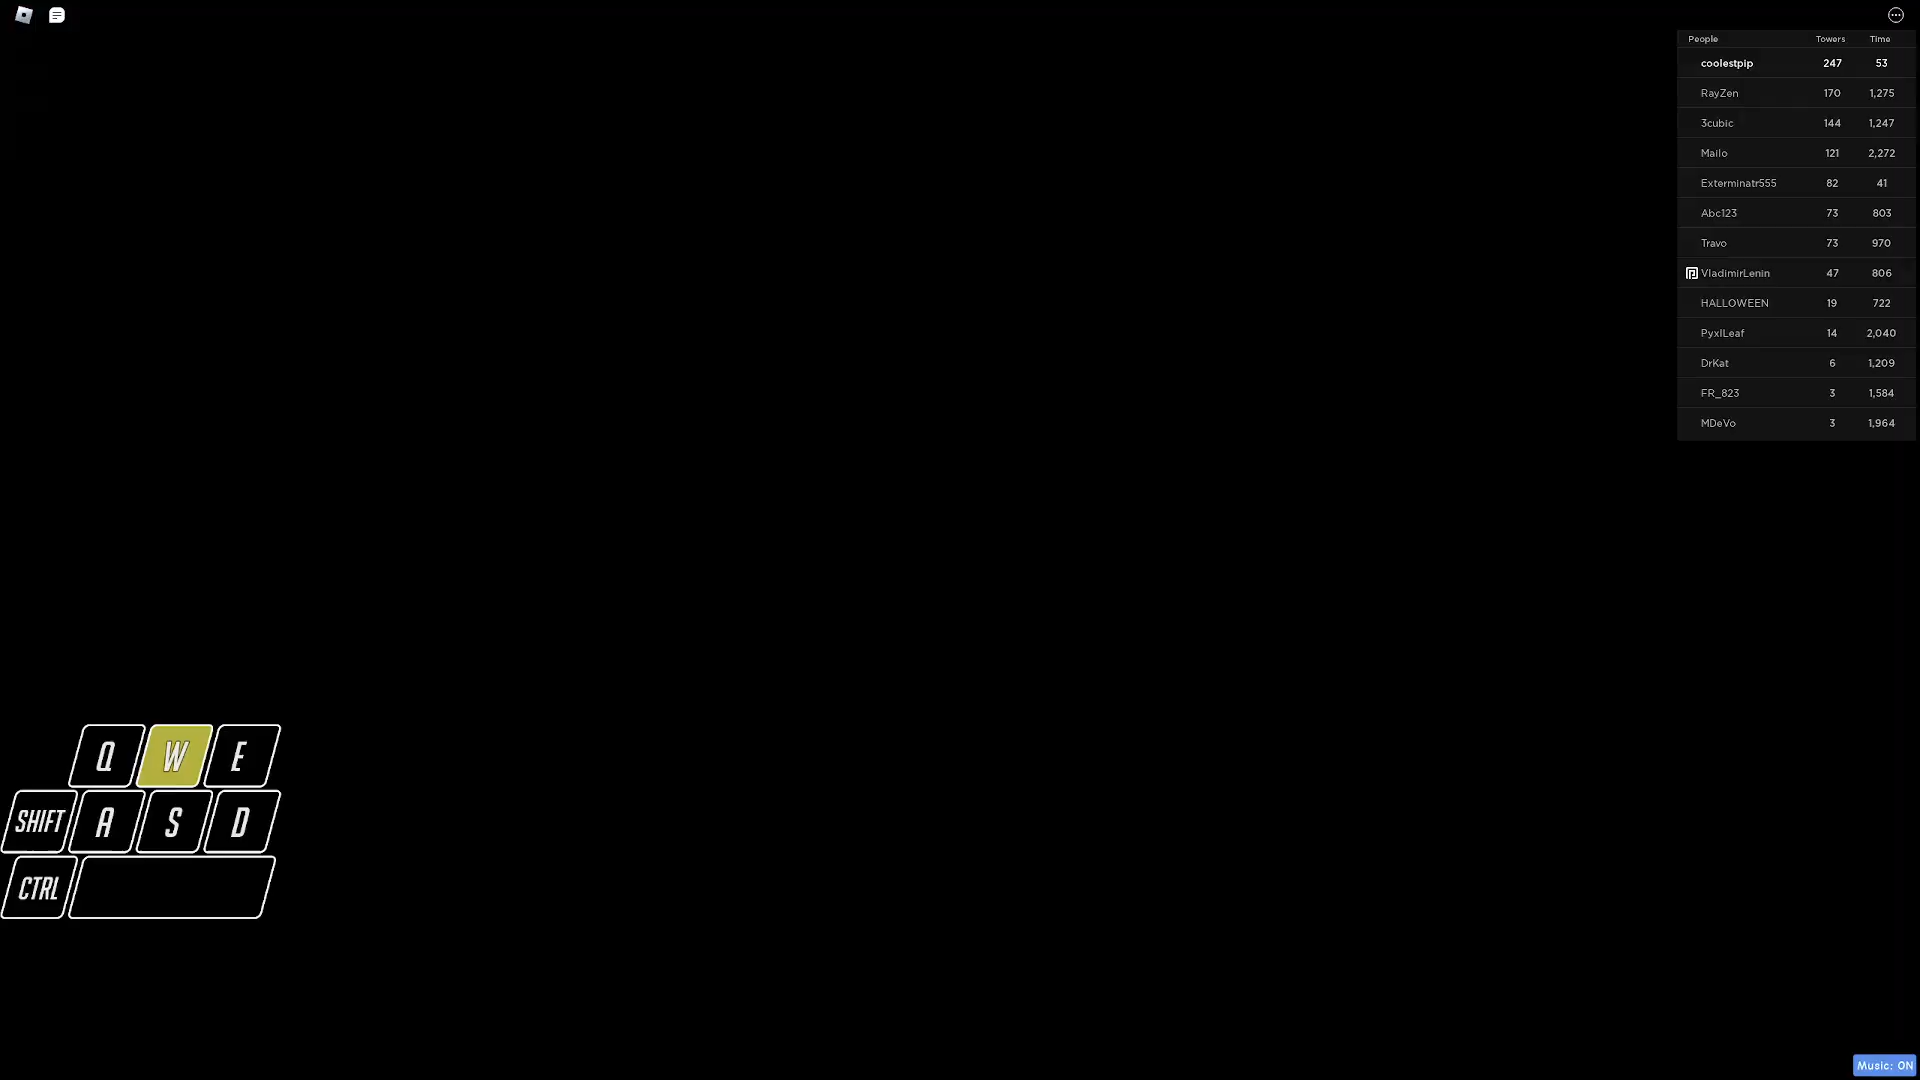 People Towers Time
coolestpip 247 53
RayZen 170 1,275
3cubic 144 1,247
Mailo 121 2,272
Exterminatr555 82 41
Abc123 73 803
Travo 73 970
VladimirLenin 47 806
HALLOWEEN 19 722
PyxlLeaf 14 2,040
DrKat 6 1,209
FR_823 3 1,584
MDeVo 3 1,964
Q W E
SHIFT A S D
CTRL
Music: ON